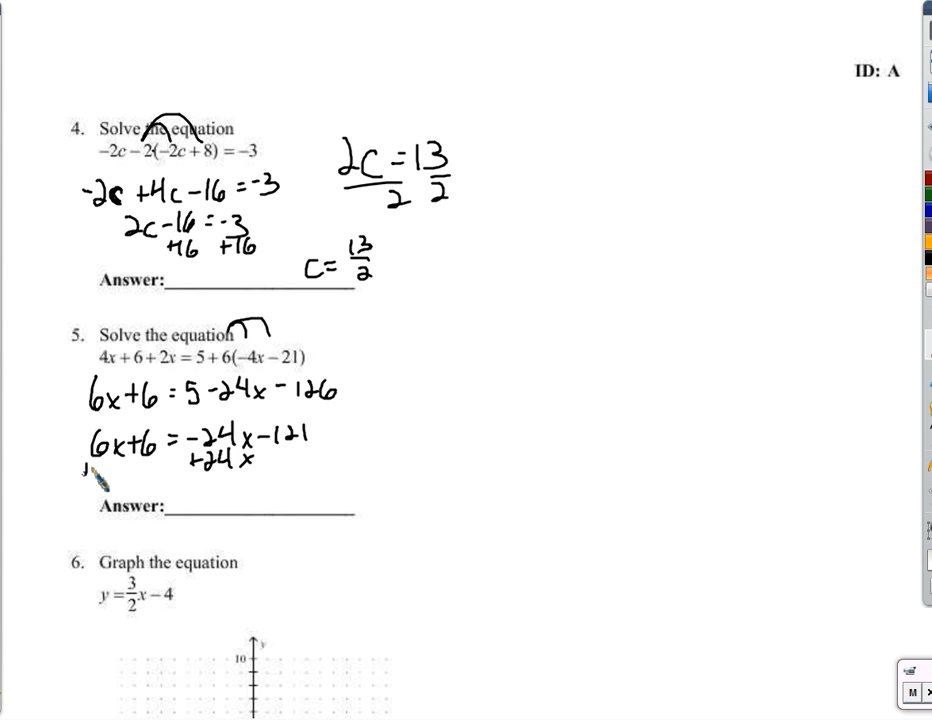 ID: A
4. Solve the equation
−2c − 2(−2c + 8) = −3
-2c +4c -16 = -3
2c -16 = -3
+16 +16
2c = 13
2 2
c = 13/2
Answer:
5. Solve the equation
4x + 6 + 2x = 5 + 6(−4x − 21)
6x+6 = 5 -24x - 126
6x+6 = -24x -121
+24x
Answer:
6. Graph the equation
y = 3/2 x − 4
y
10
M